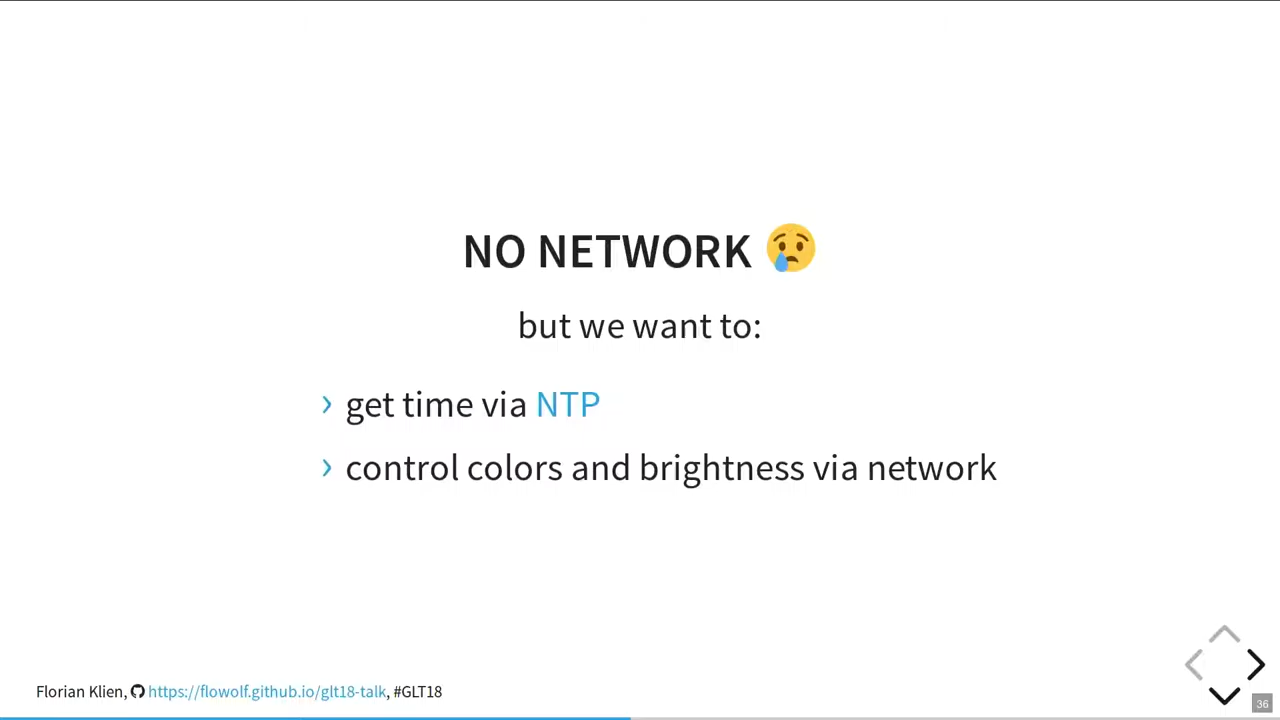 NO NETWORK 😢
but we want to:
› get time via NTP
› control colors and brightness via network
Florian Klien, https://flowolf.github.io/glt18-talk, #GLT18
36